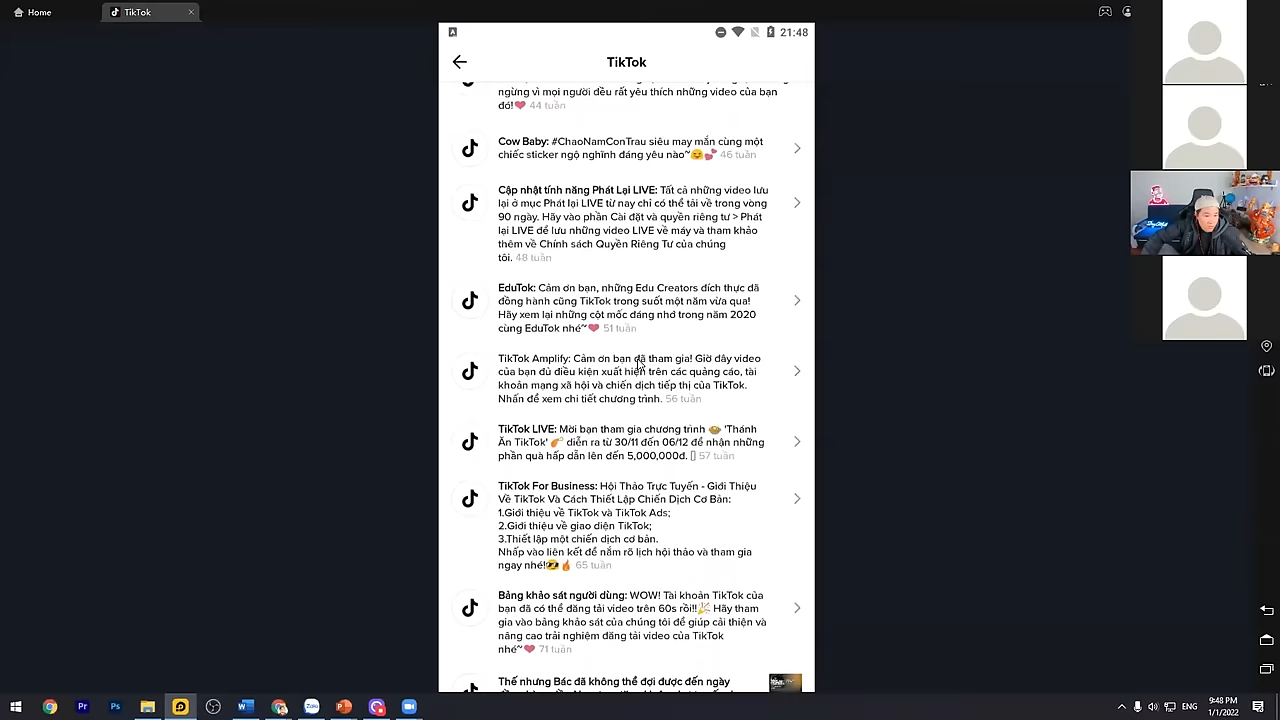 Home
TikTok
21:48
TikTok
ngừng vì mọi người đều rất yêu thích những video của bạn
đó!❤ 44 tuần
Cow Baby: #ChaoNamConTrau siêu may mắn cùng một
chiếc sticker ngộ nghĩnh đáng yêu nào~🤗💕 46 tuần
Cập nhật tính năng Phát Lại LIVE: Tất cả những video lưu
lại ở mục Phát lại LIVE từ nay chỉ có thể tải về trong vòng
90 ngày. Hãy vào phần Cài đặt và quyền riêng tư > Phát
lại LIVE để lưu những video LIVE về máy và tham khảo
thêm về Chính sách Quyền Riêng Tư của chúng
tôi. 48 tuần
EduTok: Cảm ơn bạn, những Edu Creators đích thực đã
đồng hành cùng TikTok trong suốt một năm vừa qua!
Hãy xem lại những cột mốc đáng nhớ trong năm 2020
cùng EduTok nhé~❤ 51 tuần
TikTok Amplify: Cảm ơn bạn đã tham gia! Giờ đây video
của bạn đủ điều kiện xuất hiện trên các quảng cáo, tài
khoản mạng xã hội và chiến dịch tiếp thị của TikTok.
Nhấn để xem chi tiết chương trình. 56 tuần
TikTok LIVE: Mời bạn tham gia chương trình 🍲 'Thánh
Ăn TikTok' 🍤 diễn ra từ 30/11 đến 06/12 để nhận những
phần quà hấp dẫn lên đến 5,000,000đ. 57 tuần
TikTok For Business: Hội Thảo Trực Tuyến - Giới Thiệu
Về TikTok Và Cách Thiết Lập Chiến Dịch Cơ Bản:
1.Giới thiệu về TikTok và TikTok Ads;
2.Giới thiệu về giao diện TikTok;
3.Thiết lập một chiến dịch cơ bản.
Nhấp vào liên kết để nắm rõ lịch hội thảo và tham gia
ngay nhé!😎🔥 65 tuần
Bảng khảo sát người dùng: WOW! Tài khoản TikTok của
bạn đã có thể đăng tải video trên 60s rồi!!🎉 Hãy tham
gia vào bảng khảo sát của chúng tôi để giúp cải thiện và
nâng cao trải nghiệm đăng tải video của TikTok
nhé~❤ 71 tuần
Thế nhưng Bác đã không thể đợi được đến ngày
9:48 PM
1/1/2022